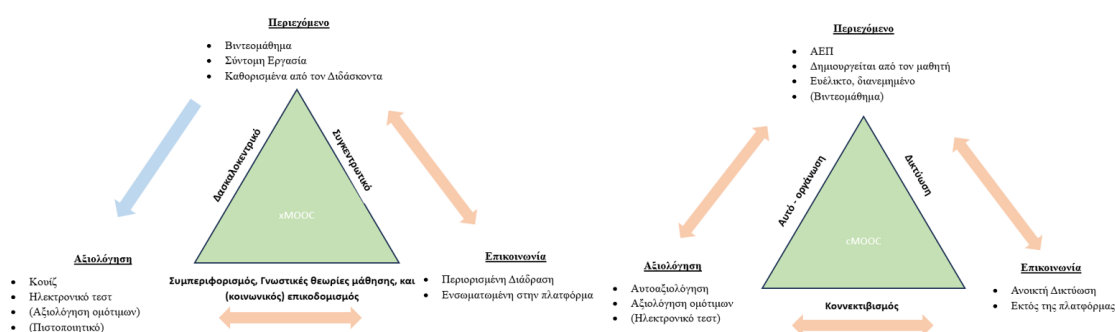 Περιεχόμενο
• Βιντεομάθημα
• Σύντομη Εργασία
• Καθορισμένα από τον Διδάσκοντα
Δασκαλοκεντρικό
Συγκεντρωτικό
xMOOC
Αξιολόγηση
• Κουίζ
• Ηλεκτρονικό τεστ
• (Αξιολόγηση ομότιμων)
• (Πιστοποιητικό)
Συμπεριφορισμός, Γνωστικές θεωρίες μάθησης, και
(κοινωνικός) επικοδομισμός
Επικοινωνία
• Περιορισμένη Διάδραση
• Ενσωματωμένη στην πλατφόρμα
Περιεχόμενο
• ΑΕΠ
• Δημιουργείται από τον μαθητή
• Ευέλικτο, διανεμημένο
• (Βιντεομάθημα)
Αυτό - οργάνωση
Δικτύωση
cMOOC
Αξιολόγηση
• Αυτοαξιολόγηση
• Αξιολόγηση ομότιμων
• (Ηλεκτρονικό τεστ)
Κοννεκτιβισμός
Επικοινωνία
• Ανοικτή Δικτύωση
• Εκτός της πλατφόρμας